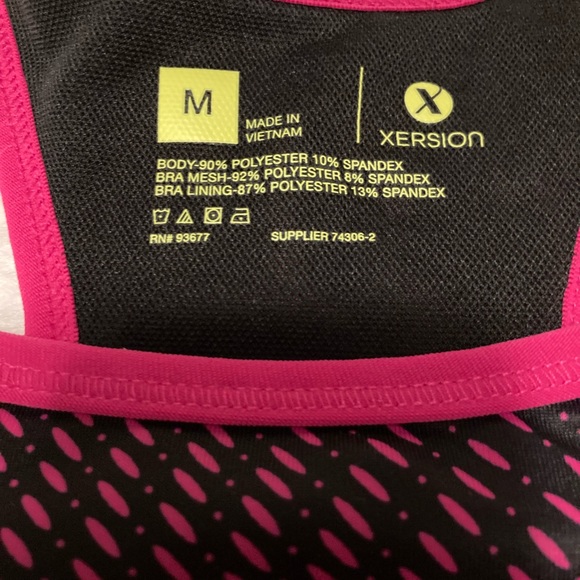 M
MADE IN
VIETNAM
X
XERSION
BODY-90% POLYESTER 10% SPANDEX
BRA MESH-92% POLYESTER 8% SPANDEX
BRA LINING-87% POLYESTER 13% SPANDEX
RN# 93677 SUPPLIER 74306-2